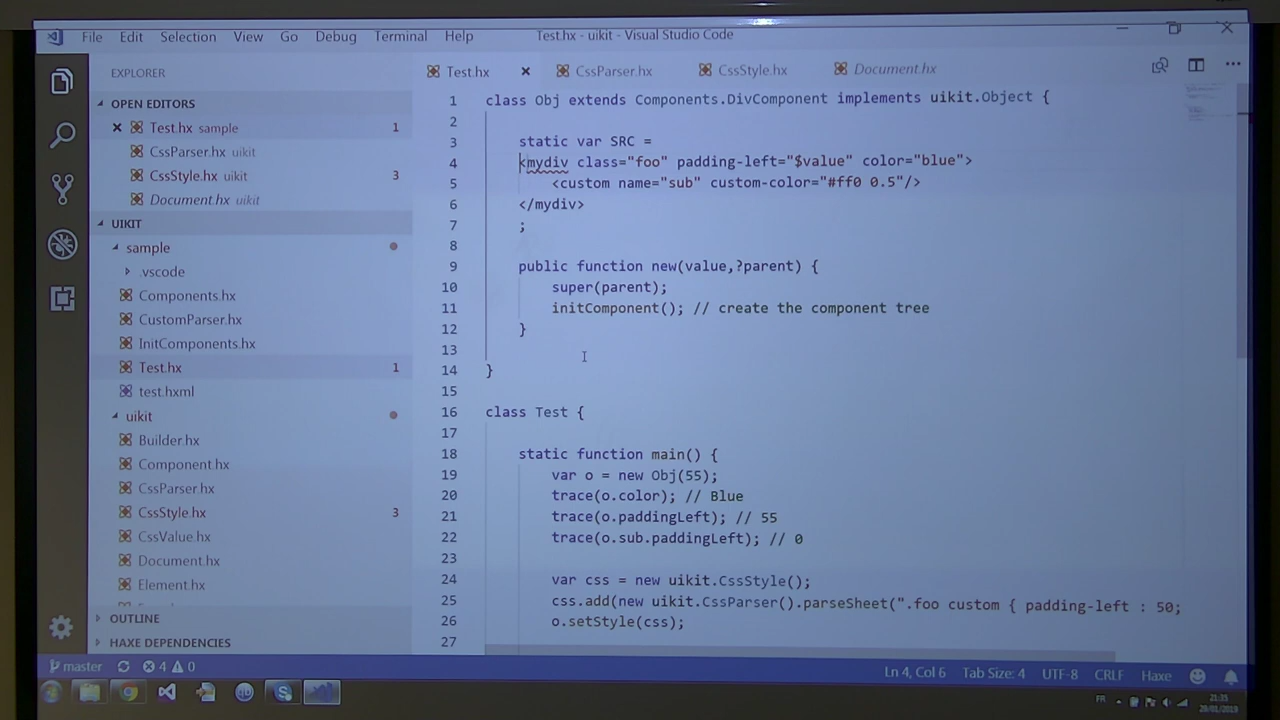 File Edit Selection View Go Debug Terminal Help Test.hx - uikit - Visual Studio Code
EXPLORER
OPEN EDITORS
Test.hx sample 1
CssParser.hx uikit
CssStyle.hx uikit 3
Document.hx uikit
UIKIT
sample
.vscode
Components.hx
CustomParser.hx
InitComponents.hx
Test.hx 1
test.hxml
uikit
Builder.hx
Component.hx
CssParser.hx
CssStyle.hx 3
CssValue.hx
Document.hx
Element.hx
OUTLINE
HAXE DEPENDENCIES
Test.hx CssParser.hx CssStyle.hx Document.hx
1 class Obj extends Components.DivComponent implements uikit.Object {
2
3 static var SRC =
4 <mydiv class="foo" padding-left="$value" color="blue">
5 <custom name="sub" custom-color="#ff0 0.5"/>
6 </mydiv>
7 ;
8
9 public function new(value,?parent) {
10 super(parent);
11 initComponent(); // create the component tree
12 }
13
14 }
15
16 class Test {
17
18 static function main() {
19 var o = new Obj(55);
20 trace(o.color); // Blue
21 trace(o.paddingLeft); // 55
22 trace(o.sub.paddingLeft); // 0
23
24 var css = new uikit.CssStyle();
25 css.add(new uikit.CssParser().parseSheet(".foo custom { padding-left : 50;
26 o.setStyle(css);
27
master 4 0 Ln 4, Col 6 Tab Size: 4 UTF-8 CRLF Haxe
FR 21:35
29/01/2019